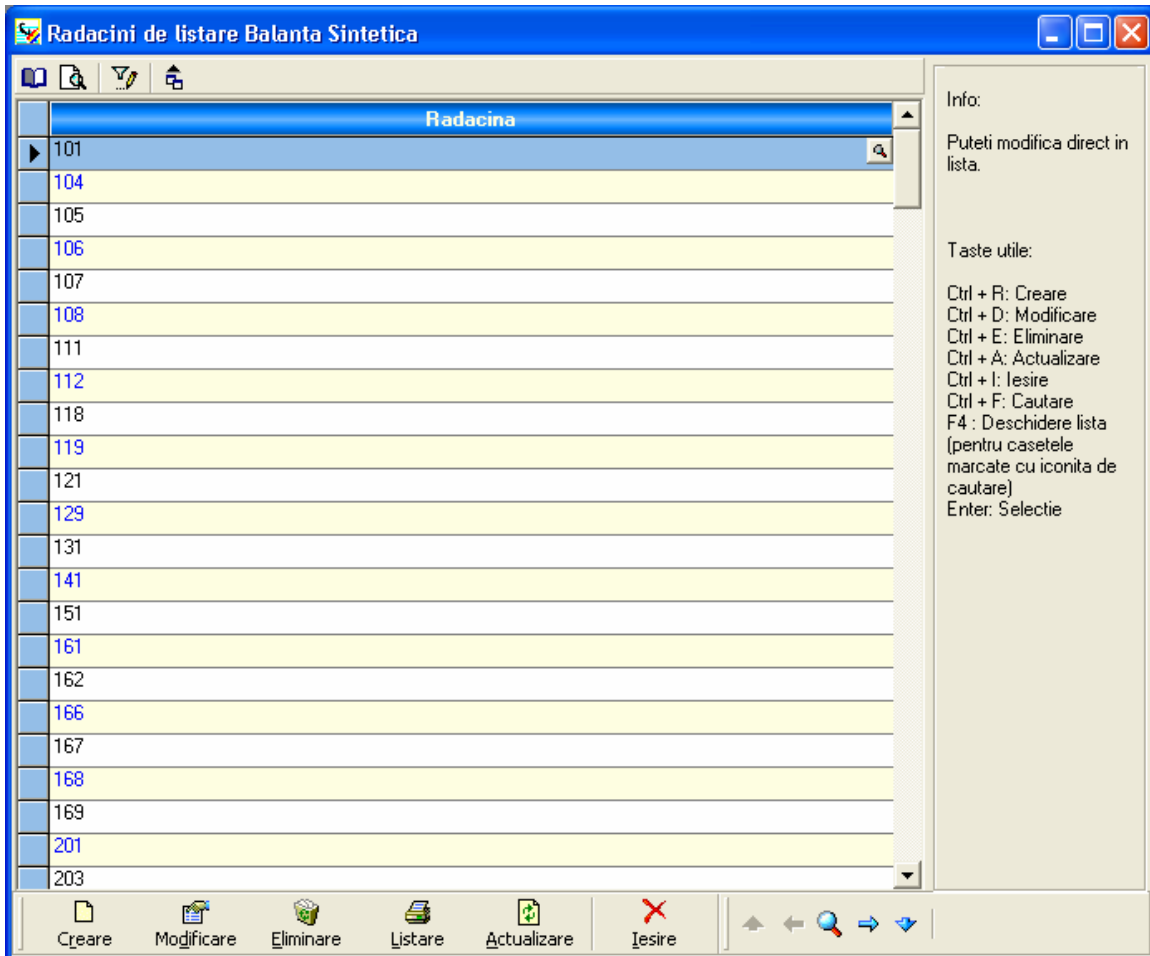 Radacini de listare Balanta Sintetica
Radacina
101
104
105
106
107
108
111
112
118
119
121
129
131
141
151
161
162
166
167
168
169
201
203
Info:
Puteti modifica direct in
lista.
Taste utile:
Ctrl + R: Creare
Ctrl + D: Modificare
Ctrl + E: Eliminare
Ctrl + A: Actualizare
Ctrl + I: Iesire
Ctrl + F: Cautare
F4 : Deschidere lista
(pentru casetele
marcate cu iconita de
cautare)
Enter: Selectie
Creare Modificare Eliminare Listare Actualizare Iesire